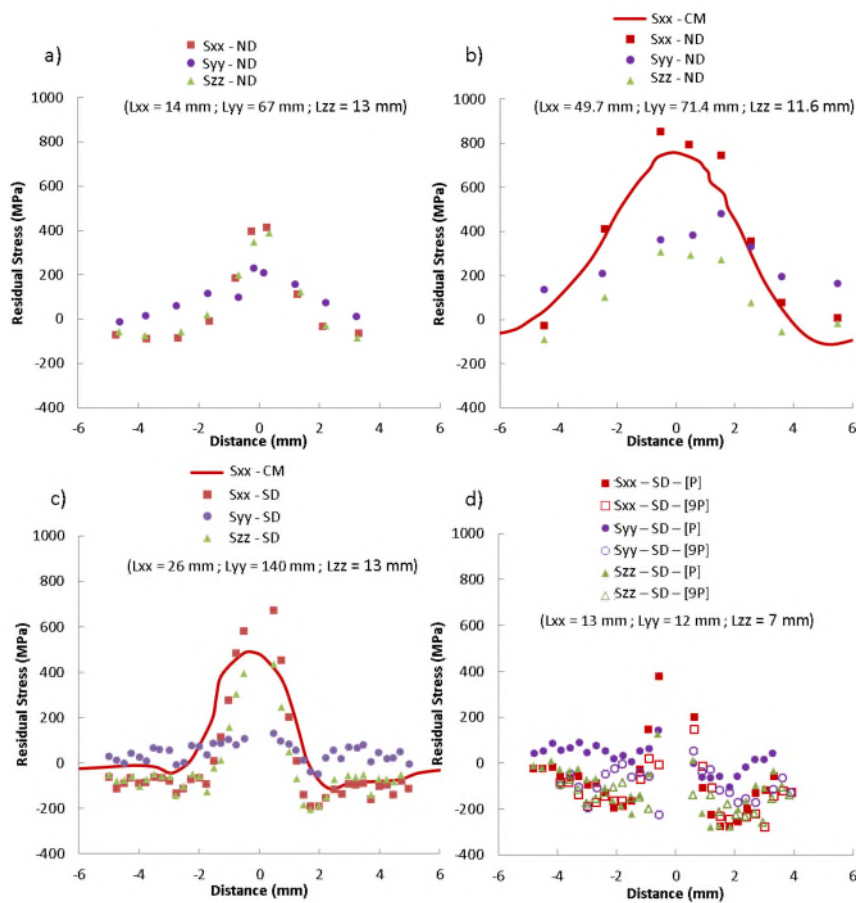 a)
Sxx - ND
Syy - ND
Szz - ND
(Lxx = 14 mm ; Lyy = 67 mm ; Lzz = 13 mm)
Residual Stress (MPa)
1000
800
600
400
200
0
-200
-400
-6 -4 -2 0 2 4 6
Distance (mm)
b)
Sxx - CM
Sxx - ND
Syy - ND
Szz - ND
(Lxx = 49.7 mm ; Lyy = 71.4 mm ; Lzz = 11.6 mm)
Residual Stress (MPa)
1000
800
600
400
200
0
-200
-400
-6 -4 -2 0 2 4 6
Distance (mm)
c)
Sxx - CM
Sxx - SD
Syy - SD
Szz - SD
(Lxx = 26 mm ; Lyy = 140 mm ; Lzz = 13 mm)
Residual Stress (MPa)
1000
800
600
400
200
0
-200
-400
-6 -4 -2 0 2 4 6
Distance (mm)
d)
Sxx – SD – [P]
Sxx – SD – [9P]
Syy – SD – [P]
Syy – SD – [9P]
Szz – SD – [P]
Szz – SD – [9P]
(Lxx = 13 mm ; Lyy = 12 mm ; Lzz = 7 mm)
Residual Stress (MPa)
1000
800
600
400
200
0
-200
-400
-6 -4 -2 0 2 4 6
Distance (mm)